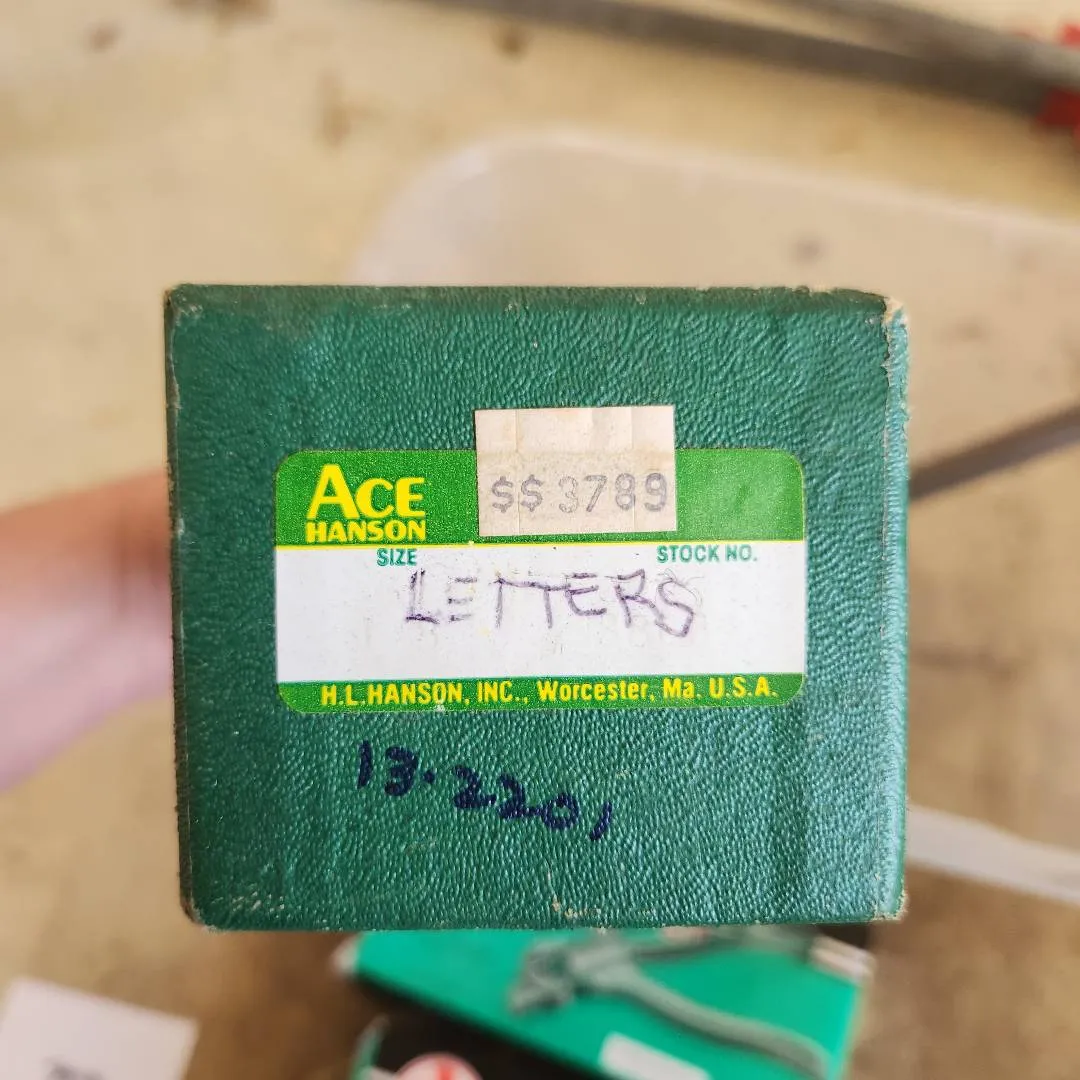 $$ 3789
ACE
HANSON
SIZE STOCK NO.
LETTERS
H.L.HANSON, INC., Worcester, Ma. U.S.A.
13.2201